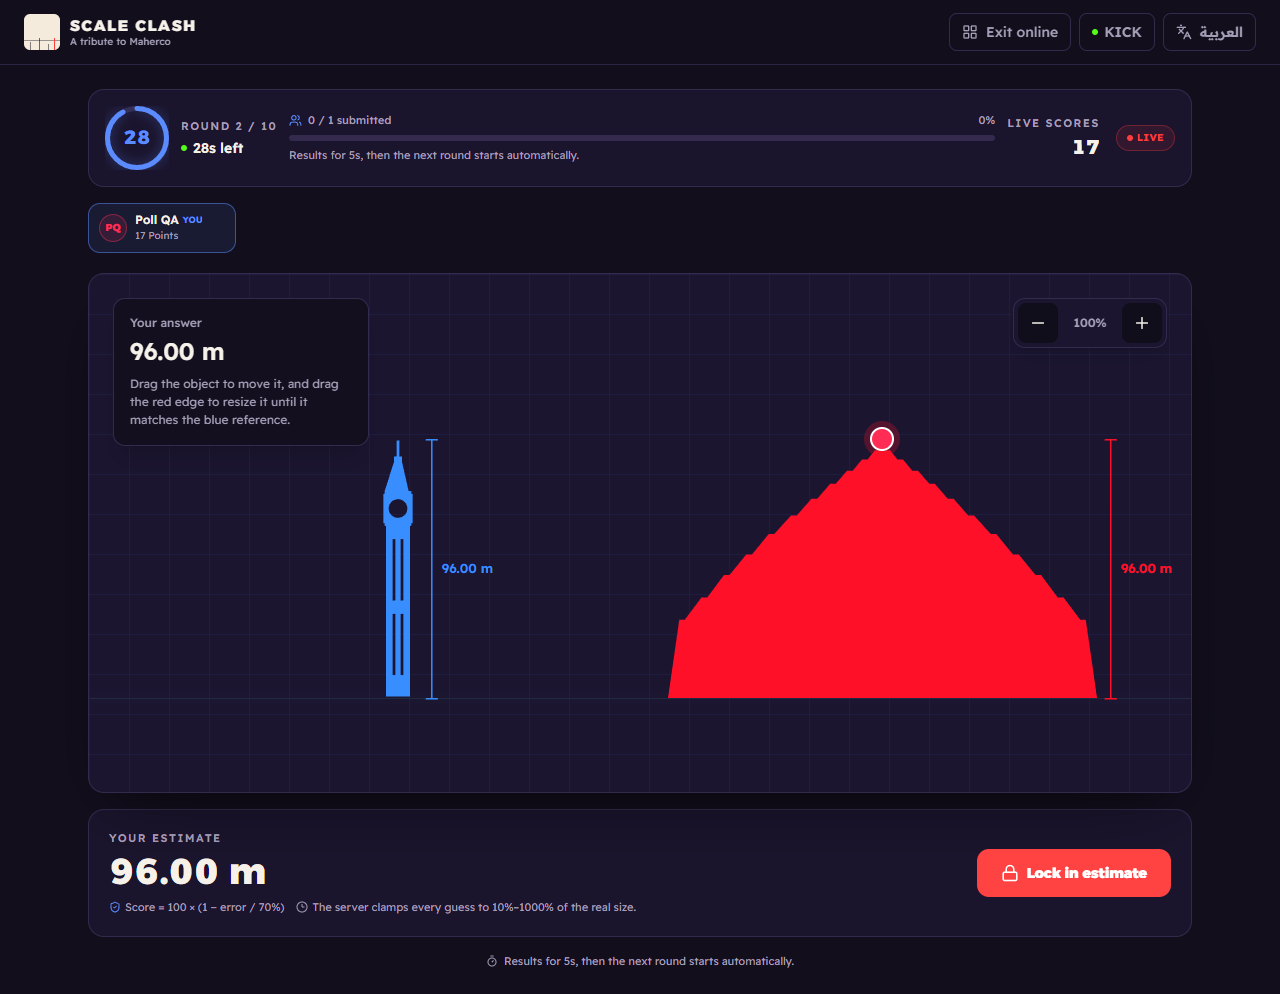 SCALE CLASH
A tribute to Maherco
Exit online
KICK
العربية
28
ROUND 2 / 10
28s left
0 / 1 submitted
0%
Results for 5s, then the next round starts automatically.
LIVE SCORES
17
LIVE
PQ
Poll QA YOU
17 Points
Your answer
96.00 m
Drag the object to move it, and drag
the red edge to resize it until it
matches the blue reference.
100%
96.00 m
96.00 m
YOUR ESTIMATE
96.00 m
Score = 100 × (1 − error / 70%)
The server clamps every guess to 10%–1000% of the real size.
Lock in estimate
Results for 5s, then the next round starts automatically.